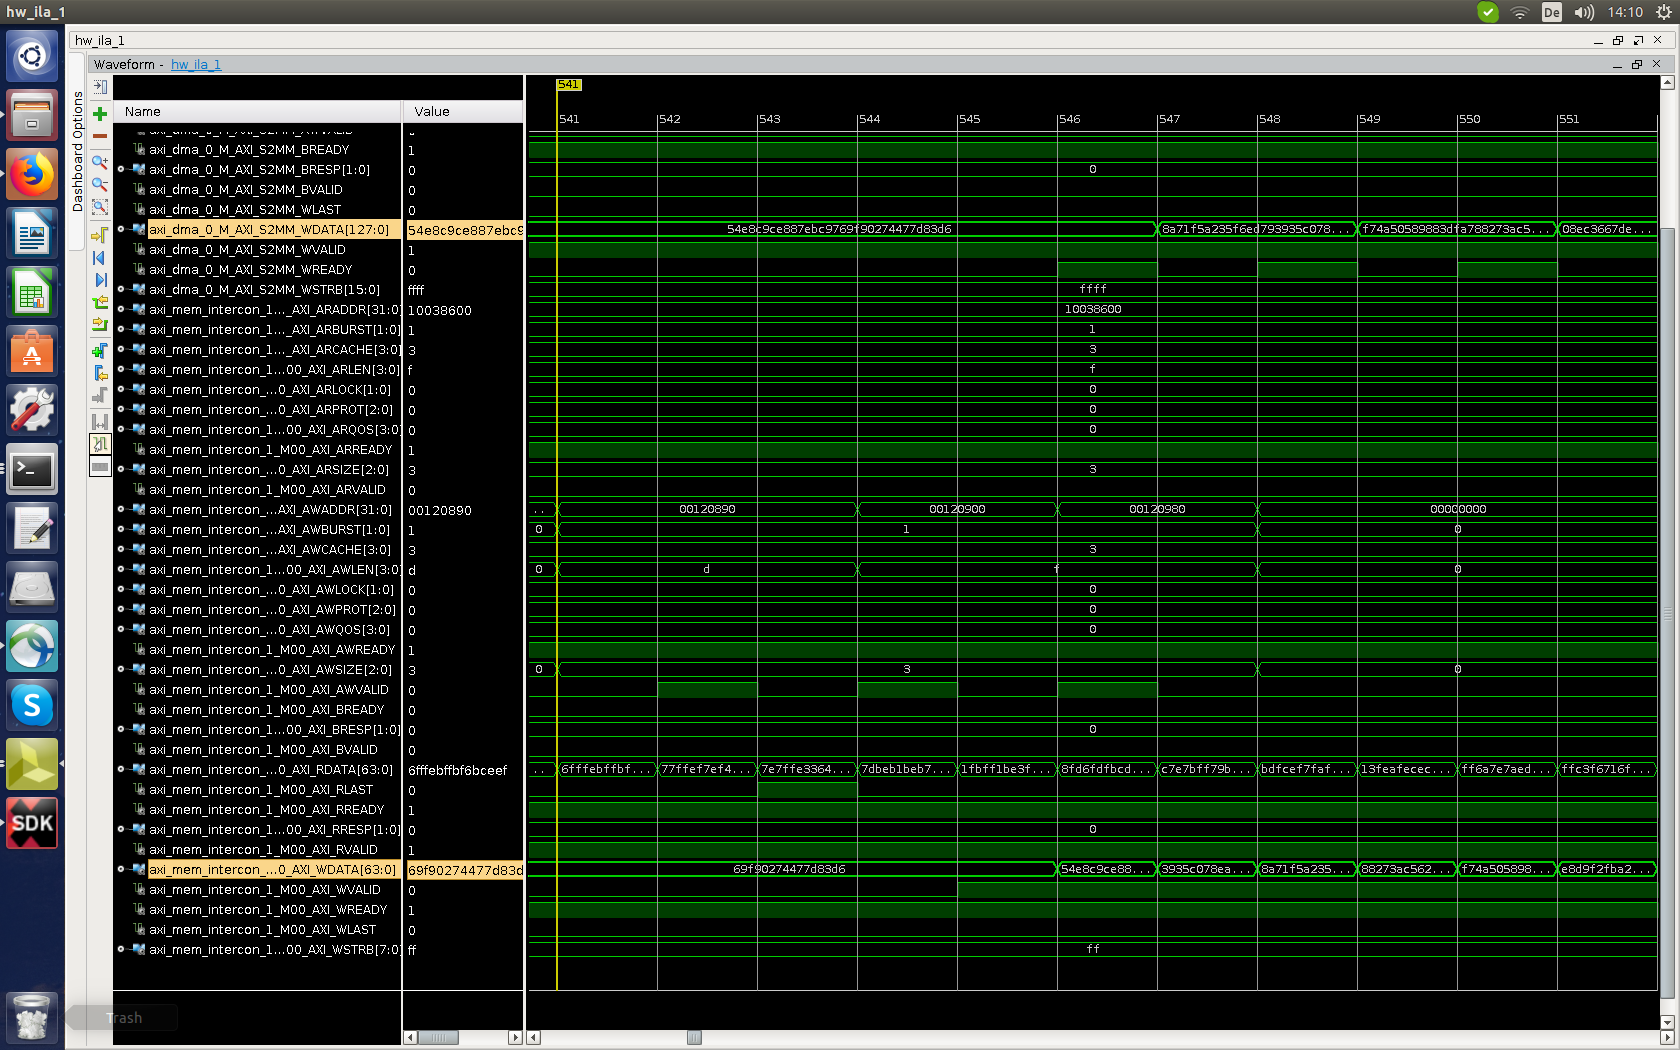 hw_ila_1
De
14:10
hw_ila_1
Waveform - hw_ila_1
Dashboard Options
Name Value
541
541 542 543 544 545 546 547 548 549 550 551
axi_dma_0_M_AXI_S2MM_BREADY 1
axi_dma_0_M_AXI_S2MM_BRESP[1:0] 0 0
axi_dma_0_M_AXI_S2MM_BVALID 0
axi_dma_0_M_AXI_S2MM_WLAST 0
axi_dma_0_M_AXI_S2MM_WDATA[127:0] 54e8c9ce887ebc9 54e8c9ce887ebc9769f90274477d83d6 8a71f5a235f6ed793935c078... f74a50589883dfa788273ac5... 08ec3667de...
axi_dma_0_M_AXI_S2MM_WVALID 1
axi_dma_0_M_AXI_S2MM_WREADY 0
axi_dma_0_M_AXI_S2MM_WSTRB[15:0] ffff ffff
axi_mem_intercon_1..._AXI_ARADDR[31:0] 10038600 10038600
axi_mem_intercon_1..._AXI_ARBURST[1:0] 1 1
axi_mem_intercon_1..._AXI_ARCACHE[3:0] 3 3
axi_mem_intercon_1...00_AXI_ARLEN[3:0] f f
axi_mem_intercon_...0_AXI_ARLOCK[1:0] 0 0
axi_mem_intercon_...0_AXI_ARPROT[2:0] 0 0
axi_mem_intercon_1...00_AXI_ARQOS[3:0] 0 0
axi_mem_intercon_1_M00_AXI_ARREADY 1
axi_mem_intercon_...0_AXI_ARSIZE[2:0] 3 3
axi_mem_intercon_1_M00_AXI_ARVALID 0
axi_mem_intercon_...AXI_AWADDR[31:0] 00120890 .. 00120890 00120900 00120980 00000000
axi_mem_intercon_...AXI_AWBURST[1:0] 1 0 1 0
axi_mem_intercon_...AXI_AWCACHE[3:0] 3 3
axi_mem_intercon_1...00_AXI_AWLEN[3:0] d 0 d f 0
axi_mem_intercon_...0_AXI_AWLOCK[1:0] 0 0
axi_mem_intercon_...0_AXI_AWPROT[2:0] 0 0
axi_mem_intercon_...0_AXI_AWQOS[3:0] 0 0
axi_mem_intercon_1_M00_AXI_AWREADY 1
axi_mem_intercon_...0_AXI_AWSIZE[2:0] 3 0 3 0
axi_mem_intercon_1_M00_AXI_AWVALID 0
axi_mem_intercon_1_M00_AXI_BREADY 0
axi_mem_intercon_1...00_AXI_BRESP[1:0] 0 0
axi_mem_intercon_1_M00_AXI_BVALID 0
axi_mem_intercon_...0_AXI_RDATA[63:0] 6fffebffbf6bceef .. 6fffebffbf... 77ffef7ef4... 7e7ffe3364... 7dbeb1beb7... 1fbff1be3f... 8fd6fdfbcd... c7e7bff79b... bdfcef7faf... 13feafecec... ff6a7e7aed... ffc3f6716f...
axi_mem_intercon_1_M00_AXI_RLAST 0
axi_mem_intercon_1_M00_AXI_RREADY 1
axi_mem_intercon_1...00_AXI_RRESP[1:0] 0 0
axi_mem_intercon_1_M00_AXI_RVALID 1
axi_mem_intercon_...0_AXI_WDATA[63:0] 69f90274477d83d 69f90274477d83d6 54e8c9ce88... 3935c078ea... 8a71f5a235... 88273ac562... f74a505898... e8d9f2fba2...
axi_mem_intercon_1_M00_AXI_WVALID 0
axi_mem_intercon_1_M00_AXI_WREADY 1
axi_mem_intercon_1_M00_AXI_WLAST 0
axi_mem_intercon_1...00_AXI_WSTRB[7:0] ff ff
SDK
Trash